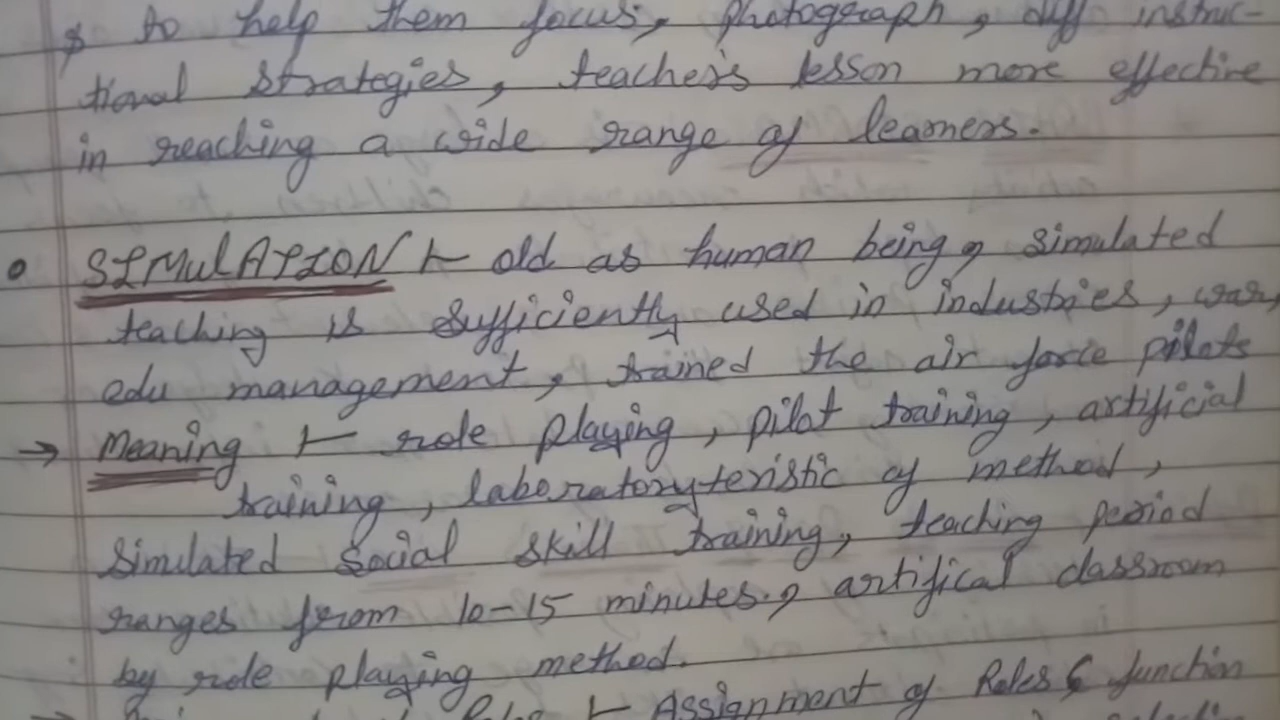 to help them focus, photograph, diff instruc-
tional strategies, teacher's lesson more effective
in reaching a wide range of learners.
SIMULATION :- old as human being, simulated
teaching is sufficiently used in industries, war,
edu management, trained the air force pilots
→ Meaning :- role playing, pilot training, artificial
training, laboratoryteristic of method,
simulated social skill training, teaching period
ranges from 10-15 minutes., artifical classroom
by role playing method.
:- Assignment of Roles & function